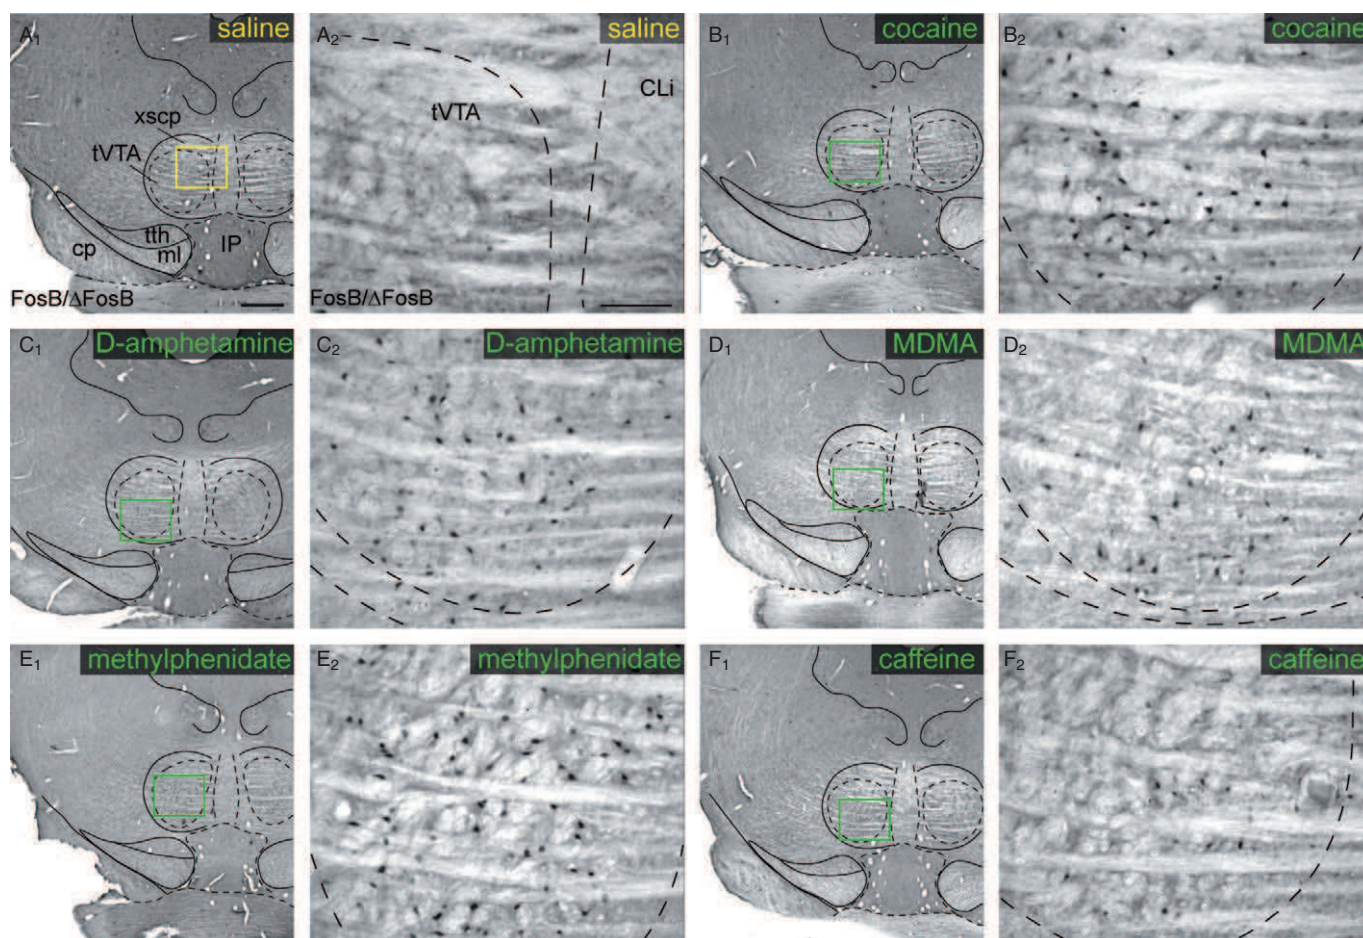 A1 saline
xscp
tVTA
cp
tth
ml
IP
FosB/ΔFosB
A2 saline
tVTA
CLi
FosB/ΔFosB
B1 cocaine
B2 cocaine
C1 D-amphetamine
C2 D-amphetamine
D1 MDMA
D2 MDMA
E1 methylphenidate
E2 methylphenidate
F1 caffeine
F2 caffeine